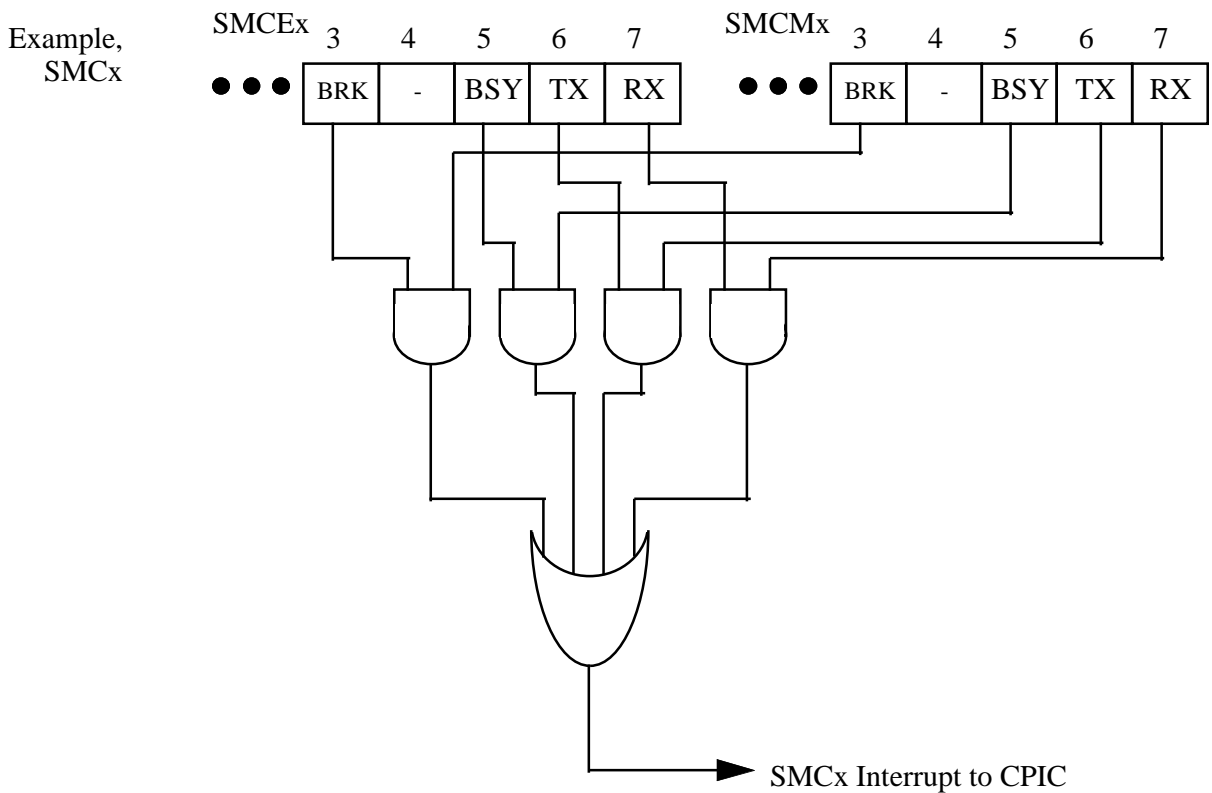 Example,
SMCx
SMCEx 3 4 5 6 7
BRK - BSY TX RX
SMCMx 3 4 5 6 7
BRK - BSY TX RX
SMCx Interrupt to CPIC